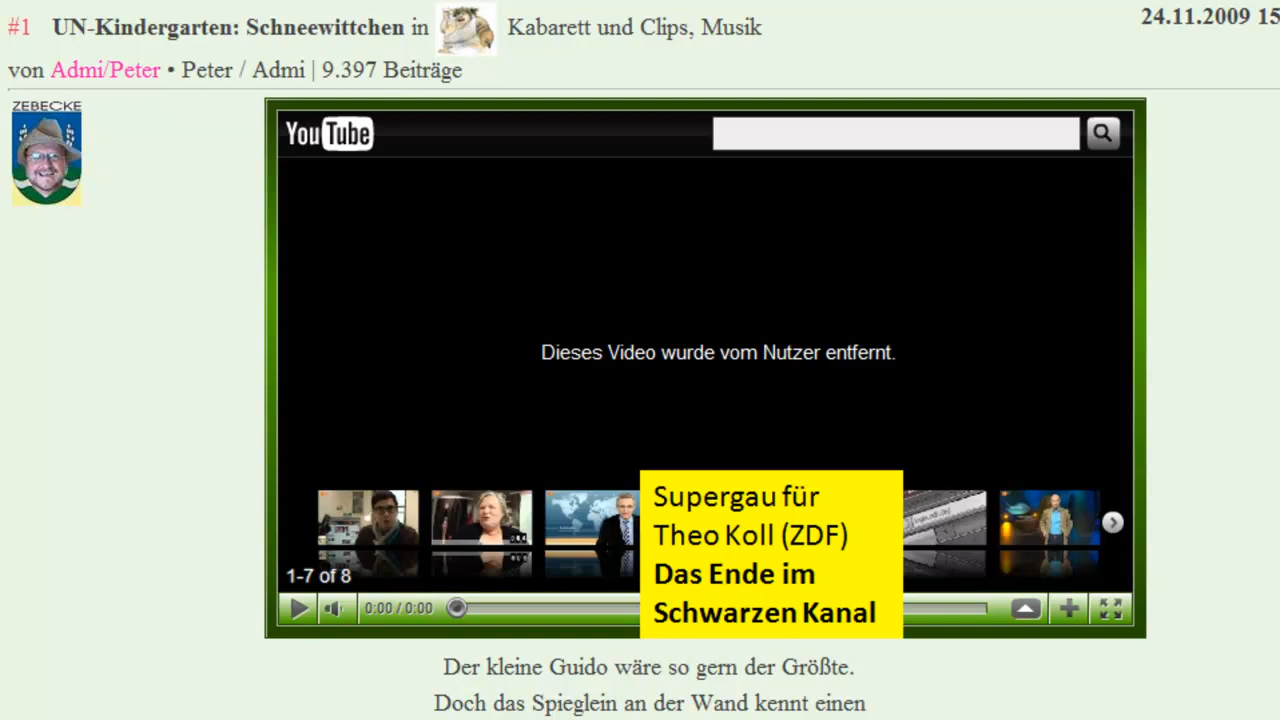 #1 UN-Kindergarten: Schneewittchen in Kabarett und Clips, Musik
24.11.2009 15
von Admi/Peter • Peter / Admi | 9.397 Beiträge
ZEBECKE
YouTube
Dieses Video wurde vom Nutzer entfernt.
Supergau für
Theo Koll (ZDF)
Das Ende im
Schwarzen Kanal
1-7 of 8
0:00 / 0:00
Der kleine Guido wäre so gern der Größte.
Doch das Spieglein an der Wand kennt einen